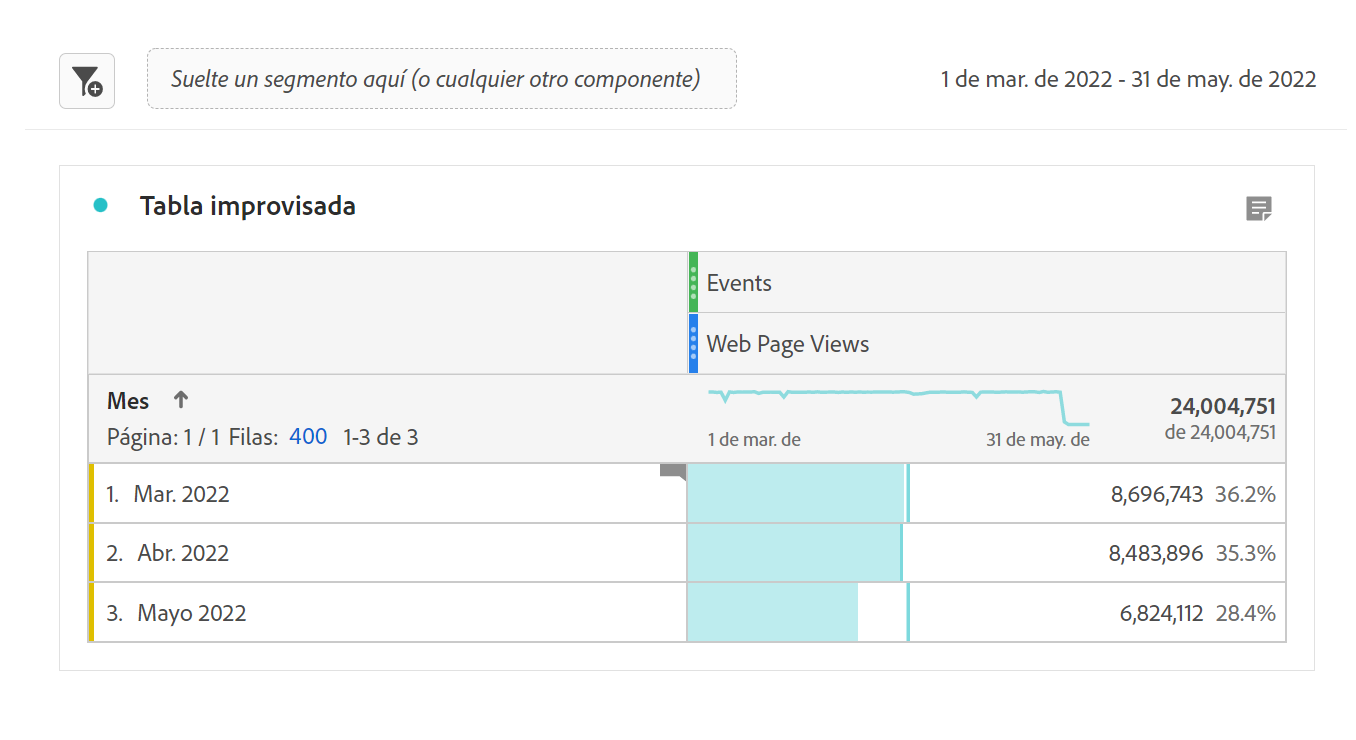 Suelte un segmento aquí (o cualquier otro componente)
1 de mar. de 2022 - 31 de may. de 2022
Tabla improvisada
Events
Web Page Views
Mes
Página: 1 / 1 Filas: 400 1-3 de 3
1 de mar. de
31 de may. de
24,004,751
de 24,004,751
1. Mar. 2022 8,696,743 36.2%
2. Abr. 2022 8,483,896 35.3%
3. Mayo 2022 6,824,112 28.4%